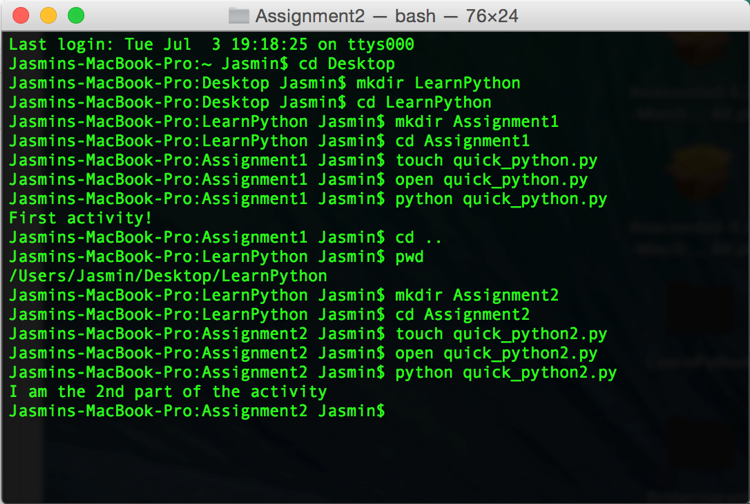 Assignment2 — bash — 76×24
Last login: Tue Jul  3 19:18:25 on ttys000
Jasmins-MacBook-Pro:~ Jasmin$ cd Desktop
Jasmins-MacBook-Pro:Desktop Jasmin$ mkdir LearnPython
Jasmins-MacBook-Pro:Desktop Jasmin$ cd LearnPython
Jasmins-MacBook-Pro:LearnPython Jasmin$ mkdir Assignment1
Jasmins-MacBook-Pro:LearnPython Jasmin$ cd Assignment1
Jasmins-MacBook-Pro:Assignment1 Jasmin$ touch quick_python.py
Jasmins-MacBook-Pro:Assignment1 Jasmin$ open quick_python.py
Jasmins-MacBook-Pro:Assignment1 Jasmin$ python quick_python.py
First activity!
Jasmins-MacBook-Pro:Assignment1 Jasmin$ cd ..
Jasmins-MacBook-Pro:LearnPython Jasmin$ pwd
/Users/Jasmin/Desktop/LearnPython
Jasmins-MacBook-Pro:LearnPython Jasmin$ mkdir Assignment2
Jasmins-MacBook-Pro:LearnPython Jasmin$ cd Assignment2
Jasmins-MacBook-Pro:Assignment2 Jasmin$ touch quick_python2.py
Jasmins-MacBook-Pro:Assignment2 Jasmin$ open quick_python2.py
Jasmins-MacBook-Pro:Assignment2 Jasmin$ python quick_python2.py
I am the 2nd part of the activity
Jasmins-MacBook-Pro:Assignment2 Jasmin$